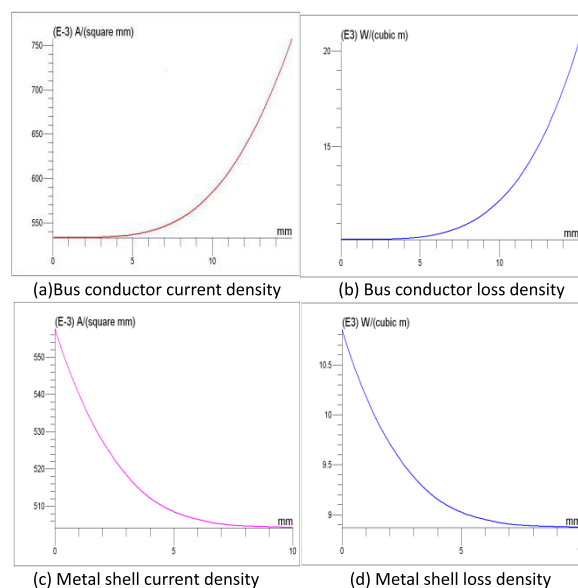 (E-3) A/(square mm)
750
700
650
600
550
mm
0
5
10
(a)Bus conductor current density
(E3) W/(cubic m)
20
15
mm
0
5
10
(b) Bus conductor loss density
(E-3) A/(square mm)
550
540
530
520
510
mm
0
5
10
(c) Metal shell current density
(E3) W/(cubic m)
10.5
10
9.5
9
mm
0
5
(d) Metal shell loss density